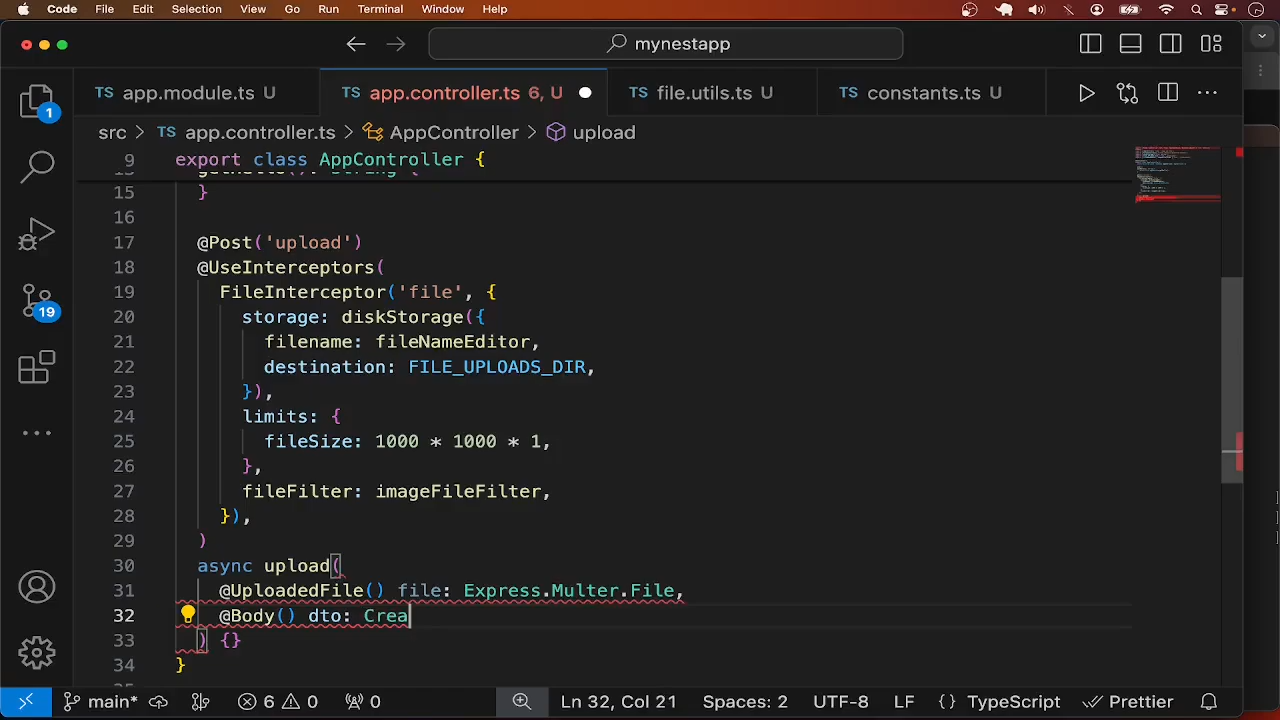 Code File Edit Selection View Go Run Terminal Window Help
mynestapp
TS app.module.ts U TS app.controller.ts 6, U TS file.utils.ts U TS constants.ts U
src > TS app.controller.ts > AppController > upload
9 export class AppController {
15 }
16
17 @Post('upload')
18 @UseInterceptors(
19 FileInterceptor('file', {
20 storage: diskStorage({
21 filename: fileNameEditor,
22 destination: FILE_UPLOADS_DIR,
23 }),
24 limits: {
25 fileSize: 1000 * 1000 * 1,
26 },
27 fileFilter: imageFileFilter,
28 }),
29 )
30 async upload(
31 @UploadedFile() file: Express.Multer.File,
32 @Body() dto: Crea
33 ) {}
34 }
1
19
main* 6 0 0 Ln 32, Col 21 Spaces: 2 UTF-8 LF {} TypeScript Prettier